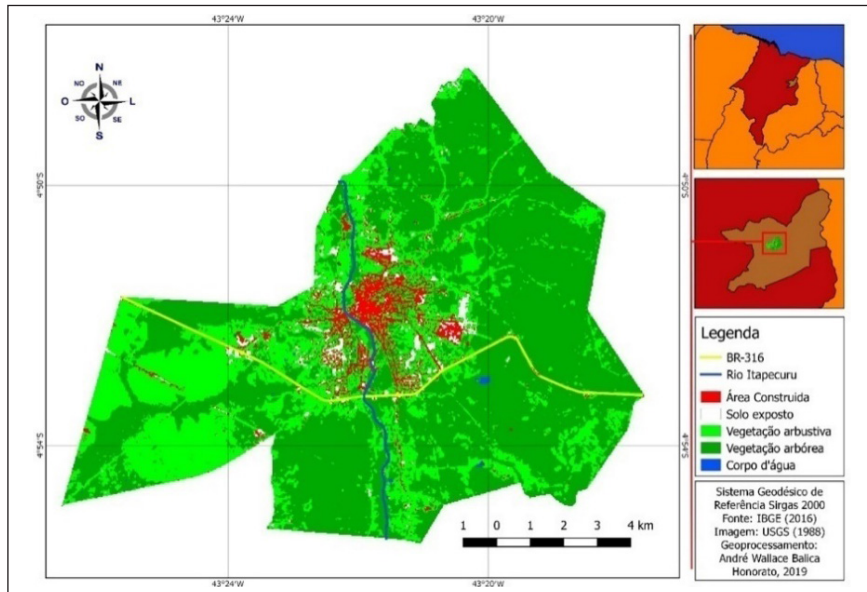 43°24'W
43°20'W
N
NO
NR
O
L
SO
SE
S
4°50'S
4°50'S
4°54'S
4°54'S
1 0 1 2 3 4 km
43°24'W
43°20'W
Legenda
BR-316
Rio Itapecuru
Área Construida
Solo exposto
Vegetação arbustiva
Vegetação arbórea
Corpo d'água
Sistema Geodésico de
Referência Sirgas 2000
Fonte: IBGE (2016)
Imagem: USGS (1988)
Geoprocessamento:
André Wallace Balica
Honorato, 2019